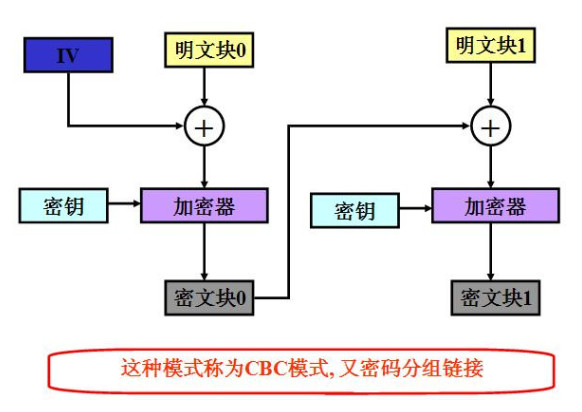 IV
明文块0
明文块1
+
+
密钥
加密器
密钥
加密器
密文块0
密文块1
这种模式称为CBC模式, 又密码分组链接